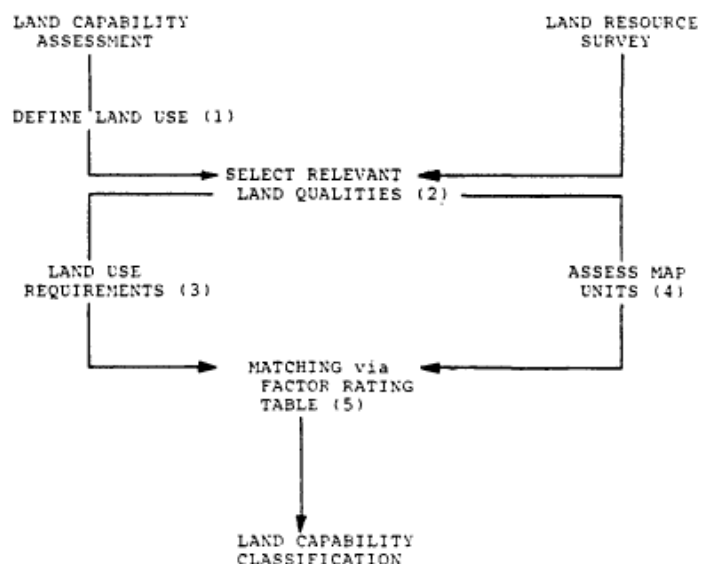 LAND CAPABILITY
ASSESSMENT
LAND RESOURCE
SURVEY
DEFINE LAND USE (1)
SELECT RELEVANT
LAND QUALITIES (2)
LAND USE
REQUIREMENTS (3)
ASSESS MAP
UNITS (4)
MATCHING via
FACTOR RATING
TABLE (5)
LAND CAPABILITY
CLASSIFICATION